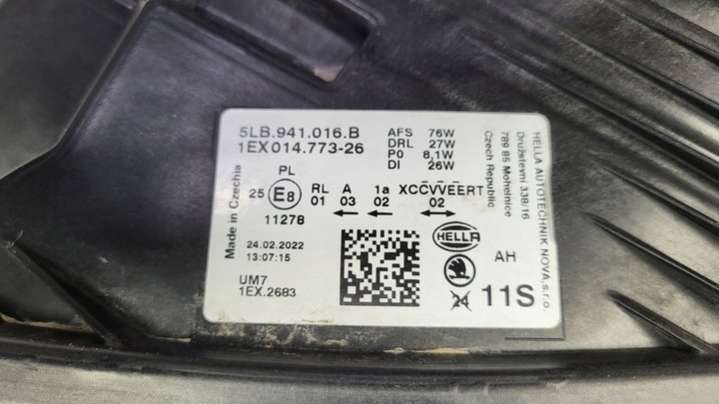 5LB.941.016.B
1EX 014.773-26
AFS 76W
DRL 27W
P0 8,1W
DI 26W
PL
25 E8
11278
RL A 1a XCCVVEERT
01 03 02 02
Made in Czechia
24.02.2022
13:07:15
UM7
1EX.2683
HELLA
AH
11S
HELLA AUTOTECHNIK NOVA,s.r.o.
Družstevní 338/16
789 85 Mohelnice
Czech Republic